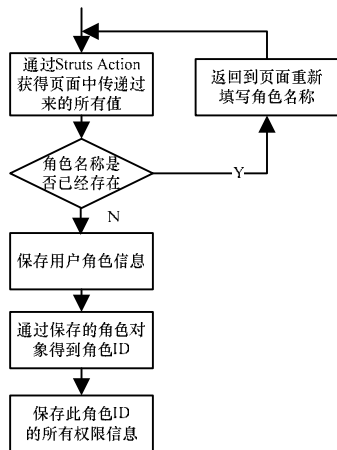 通过Struts Action
获得页面中传递过
来的所有值
返回到页面重新
填写角色名称
角色名称是
否已经存在
Y
N
保存用户角色信息
通过保存的角色对
象得到角色ID
保存此角色ID
的所有权限信息